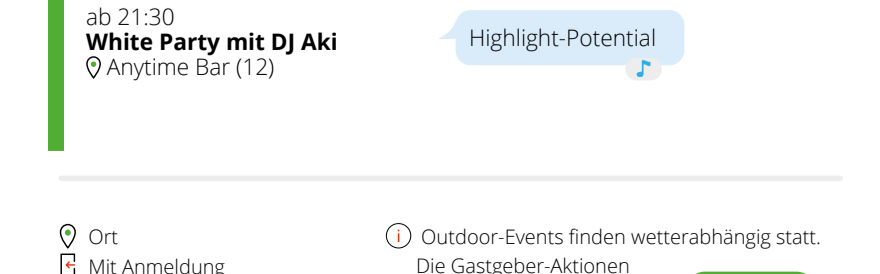 ab 21:30
White Party mit DJ Aki
Anytime Bar (12)
Highlight-Potential
Ort
Mit Anmeldung
Outdoor-Events finden wetterabhängig statt.
Die Gastgeber-Aktionen